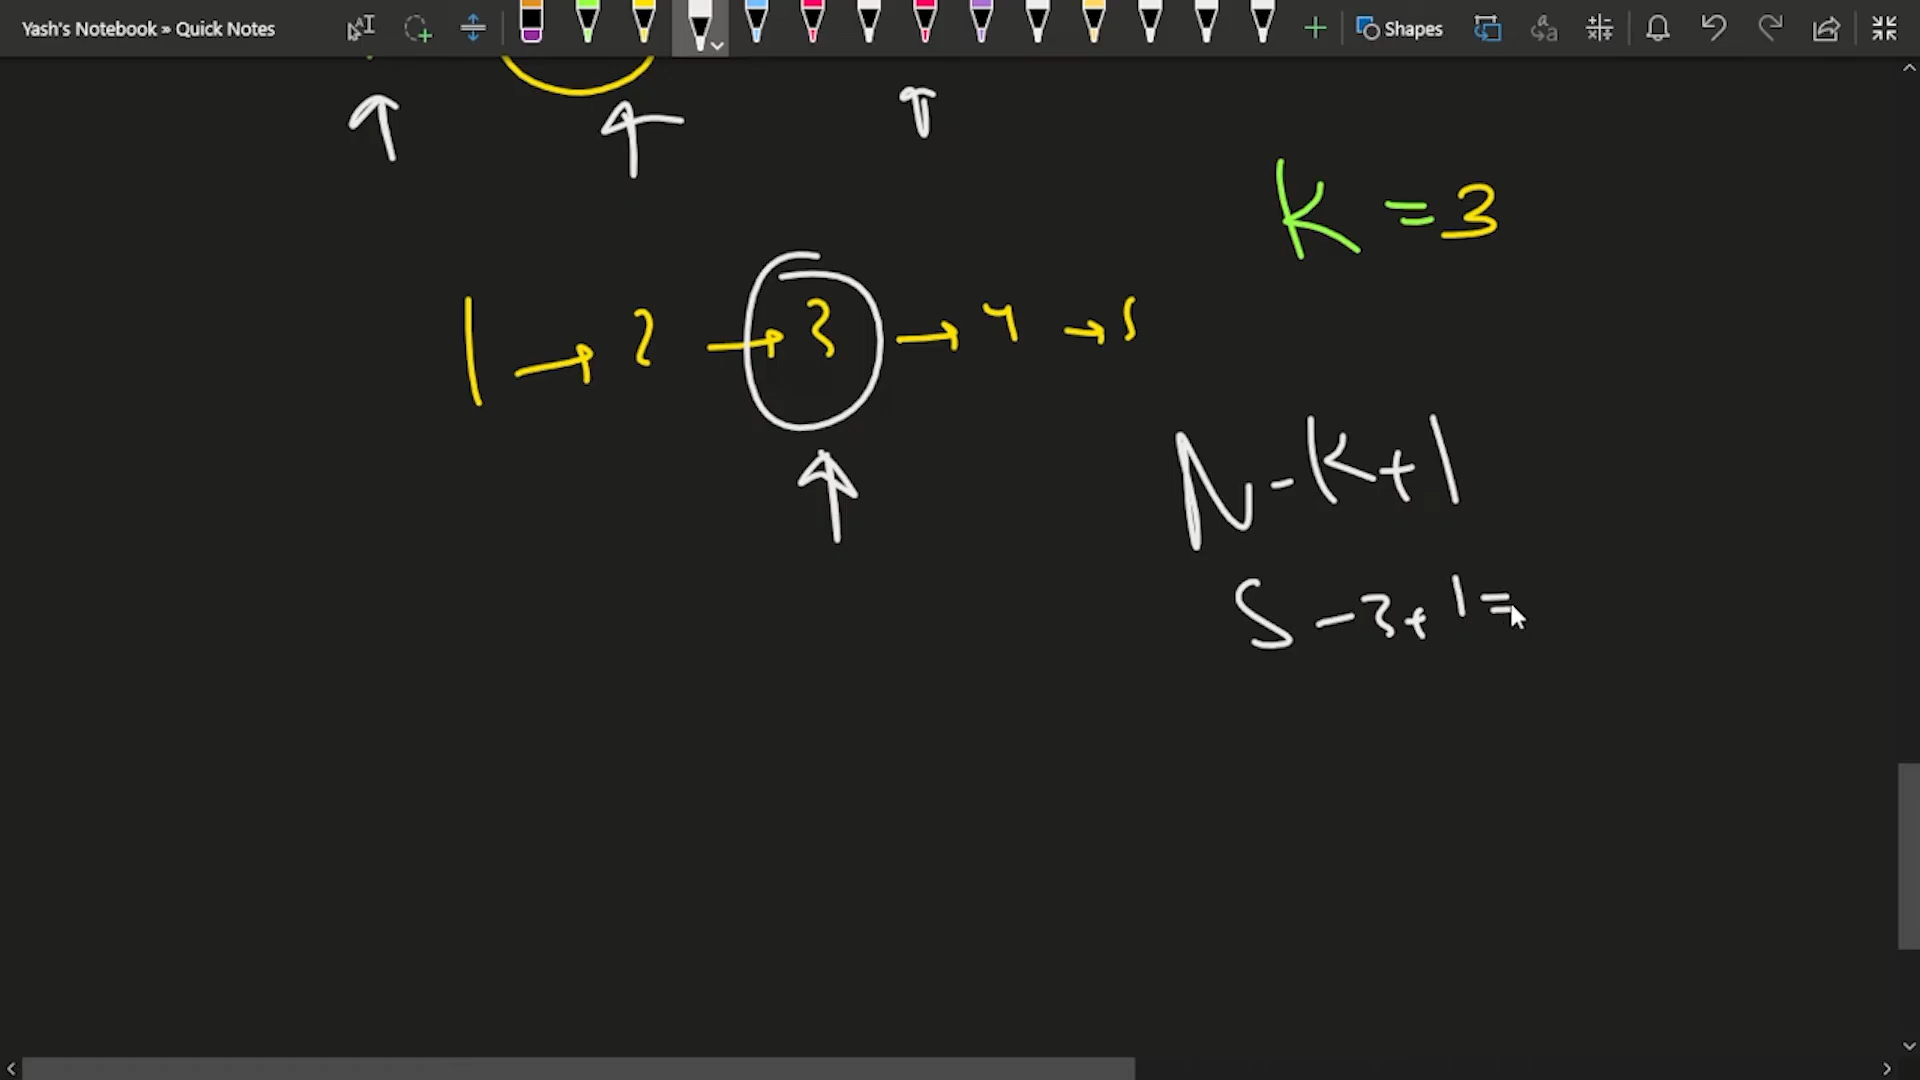 Yash's Notebook » Quick Notes
Shapes
K = 3
1 → 2 → 3 → 4 → 5
N - K + 1
5 - 3 + 1 =